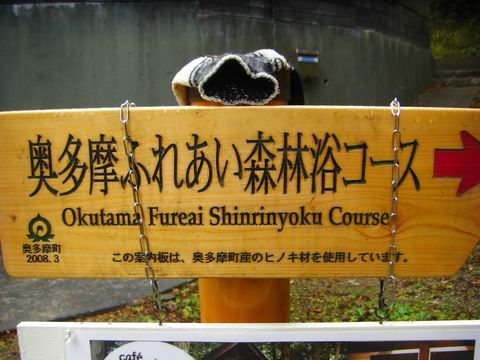 奥多摩ふれあい森林浴コース
Okutama Fureai Shinrinyoku Course
奥多摩町
2008.3
この案内板は、奥多摩町産のヒノキ材を使用しています。
café